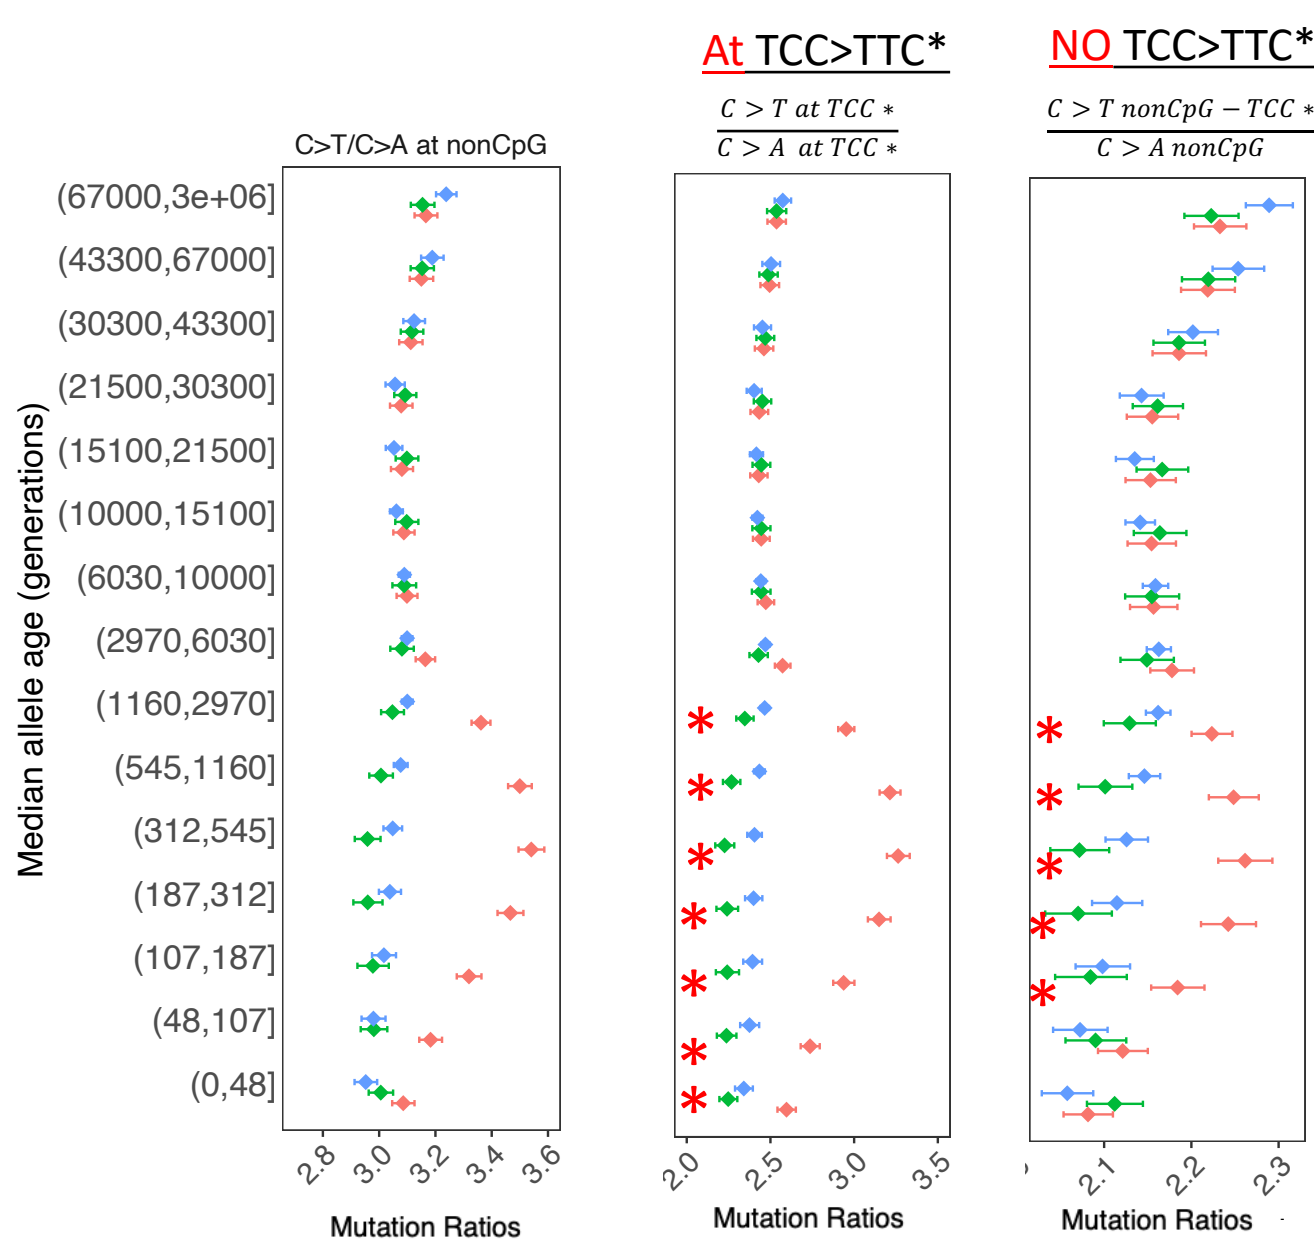 At TCC>TTC*
NO TCC>TTC*
C > T at TCC *
C > A at TCC *
C > T nonCpG − TCC *
C > A nonCpG
C>T/C>A at nonCpG
Median allele age (generations)
(67000,3e+06]
(43300,67000]
(30300,43300]
(21500,30300]
(15100,21500]
(10000,15100]
(6030,10000]
(2970,6030]
(1160,2970]
*
*
(545,1160]
*
*
(312,545]
*
*
(187,312]
*
*
(107,187]
*
*
(48,107]
*
(0,48]
*
2.8 3.0 3.2 3.4 3.6
2.0 2.5 3.0 3.5
2.1 2.2 2.3
Mutation Ratios
Mutation Ratios
Mutation Ratios